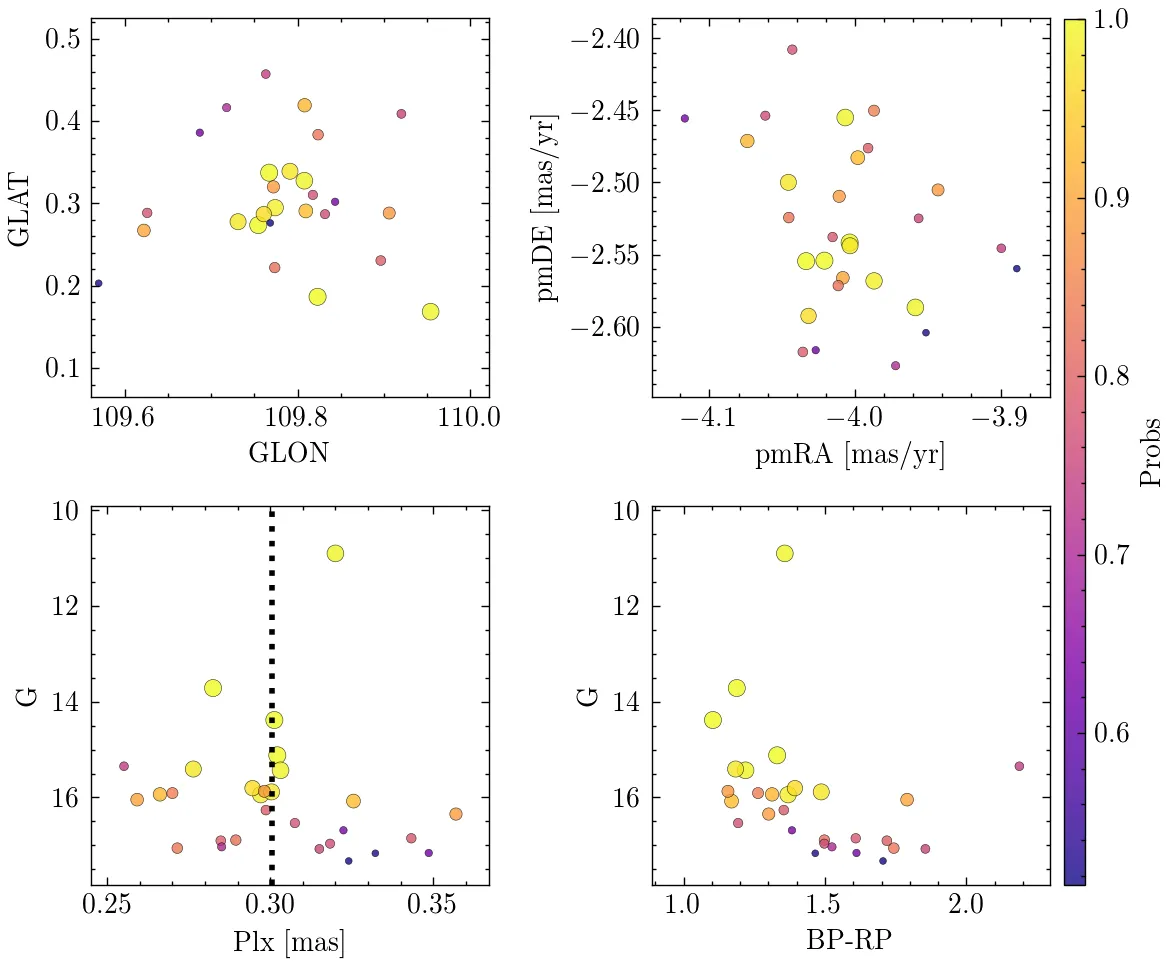 0.5
0.4
0.3
0.2
0.1
GLAT
109.6 109.8 110.0
GLON
−2.40
−2.45
−2.50
−2.55
−2.60
pmDE [mas/yr]
−4.1 −4.0 −3.9
pmRA [mas/yr]
1.0
0.9
0.8
0.7
0.6
Probs
10
12
14
16
G
0.25 0.30 0.35
Plx [mas]
10
12
14
16
G
1.0 1.5 2.0
BP-RP